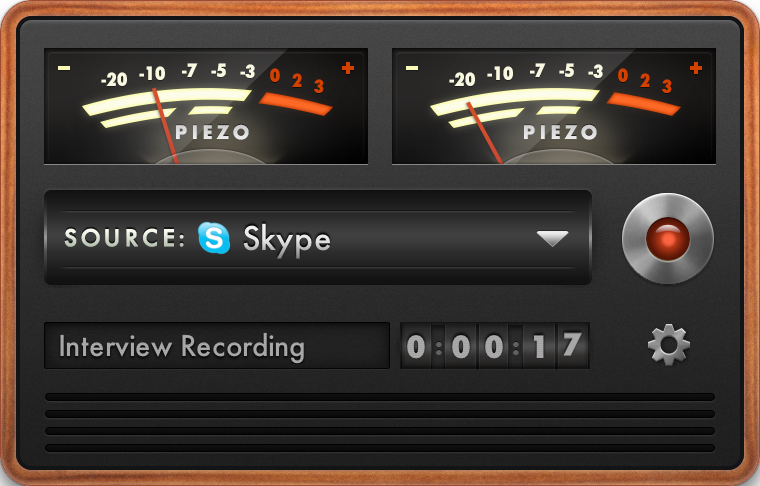 − -20 -10 -7 -5 -3 0 2 3 +
PIEZO
− -20 -10 -7 -5 -3 0 2 3 +
PIEZO
SOURCE: S Skype
Interview Recording 0:00:17